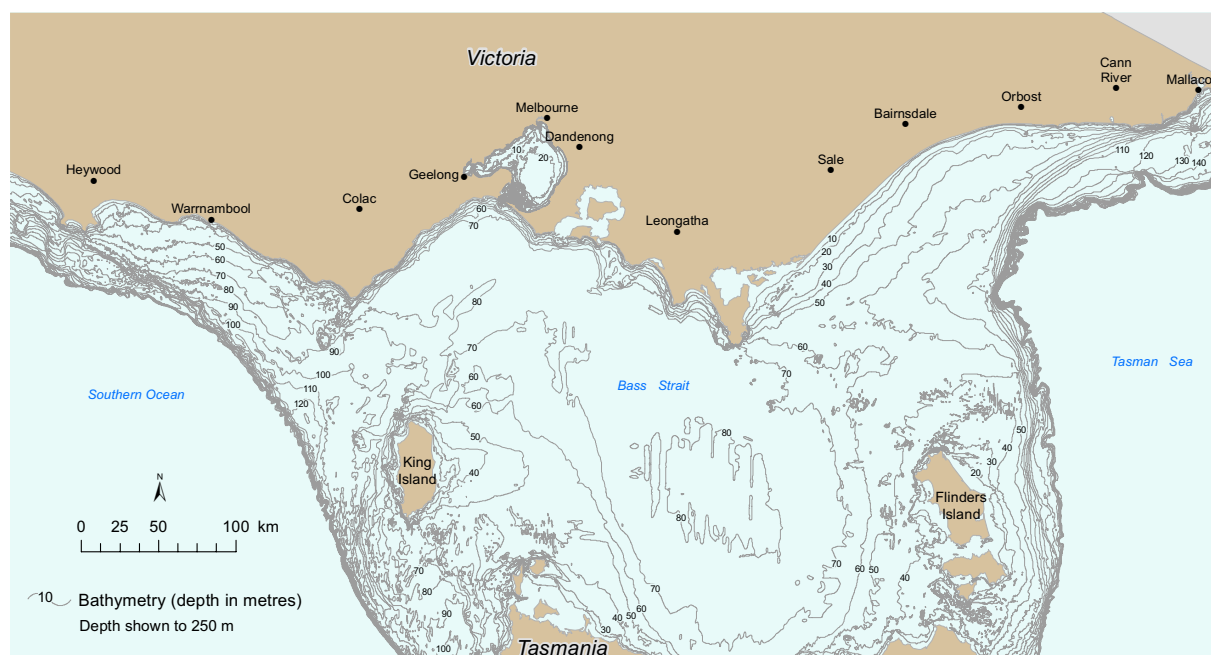 Victoria
Cann
River
Mallaco
Orbost
Melbourne
Bairnsdale
Dandenong
10
20
110
120
130
140
Sale
Heywood
Geelong
Colac
Warrnambool
60
70
Leongatha
50
60
70
80
90
100
10
20
30
40
50
80
90
100
110
120
70
60
60
70
Bass Strait
Tasman Sea
Southern Ocean
50
40
King
Island
80
80
80
50
40
30
20
Flinders
Island
N
0 25 50 100 km
70
60
50
40
70
80
90
100
70
60
50
40
30
10
Bathymetry (depth in metres)
Depth shown to 250 m
Tasmania